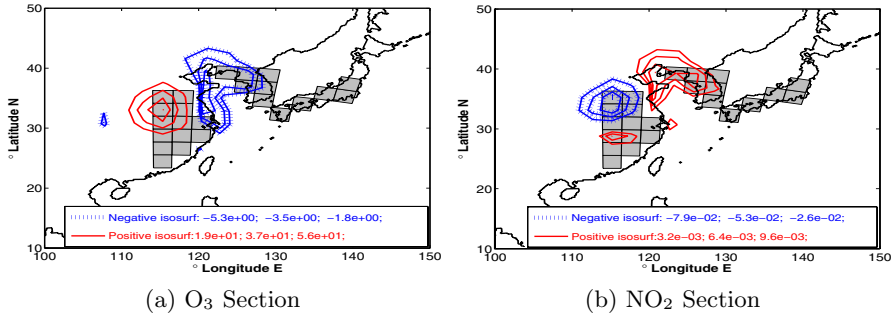 50
40
30
20
10
° Latitude N
Negative isosurf: −5.3e+00; −3.5e+00; −1.8e+00;
Positive isosurf:1.9e+01; 3.7e+01; 5.6e+01;
100 110 120 130 140 150
° Longitude E
(a) O₃ Section
50
40
30
20
10
° Latitude N
Negative isosurf: −7.9e−02; −5.3e−02; −2.6e−02;
Positive isosurf:3.2e−03; 6.4e−03; 9.6e−03;
100 110 120 130 140 150
° Longitude E
(b) NO₂ Section